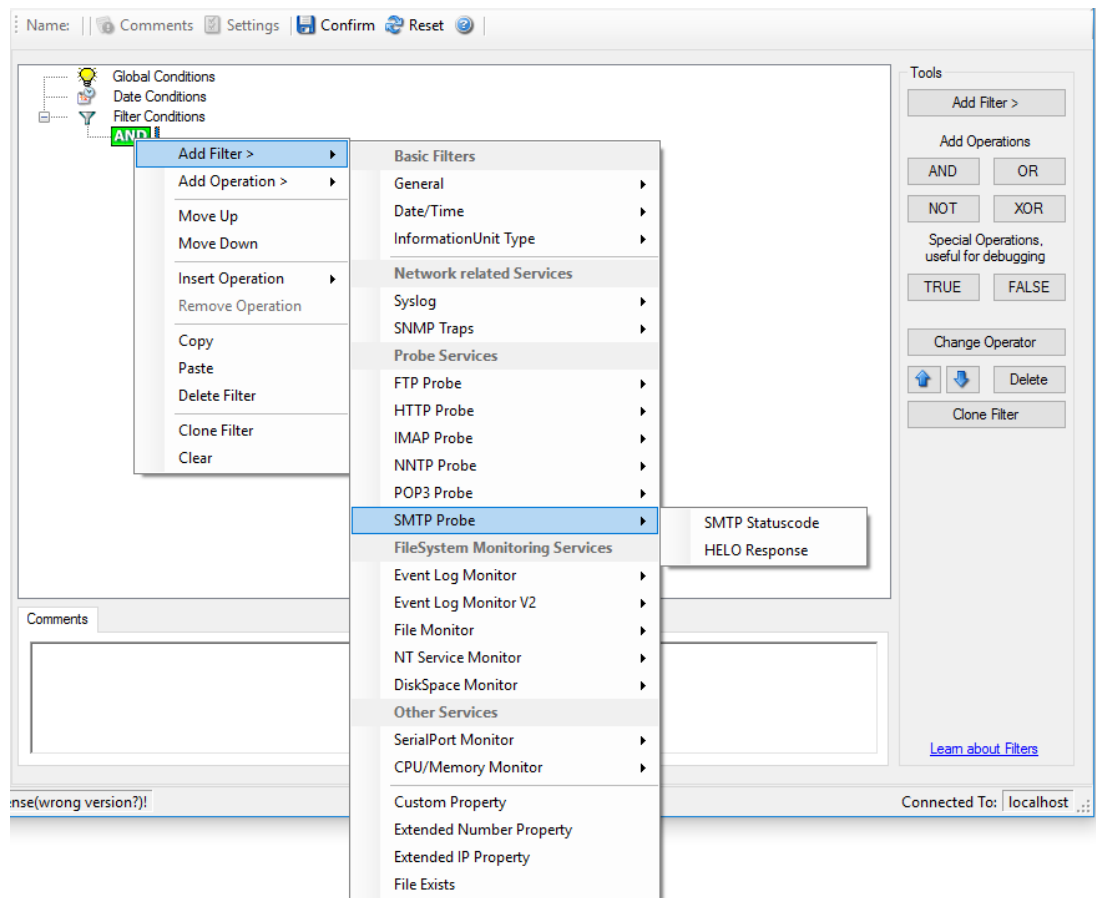 Name: Comments Settings Confirm Reset
Global Conditions
Date Conditions
Filter Conditions
AND
Add Filter >
Add Operation >
Move Up
Move Down
Insert Operation
Remove Operation
Copy
Paste
Delete Filter
Clone Filter
Clear
Basic Filters
General
Date/Time
InformationUnit Type
Network related Services
Syslog
SNMP Traps
Probe Services
FTP Probe
HTTP Probe
IMAP Probe
NNTP Probe
POP3 Probe
SMTP Probe
FileSystem Monitoring Services
Event Log Monitor
Event Log Monitor V2
File Monitor
NT Service Monitor
DiskSpace Monitor
Other Services
SerialPort Monitor
CPU/Memory Monitor
Custom Property
Extended Number Property
Extended IP Property
File Exists
SMTP Statuscode
HELO Response
Tools
Add Filter >
Add Operations
AND OR
NOT XOR
Special Operations,
useful for debugging
TRUE FALSE
Change Operator
Delete
Clone Filter
Learn about Filters
Comments
ense(wrong version?)!
Connected To: localhost